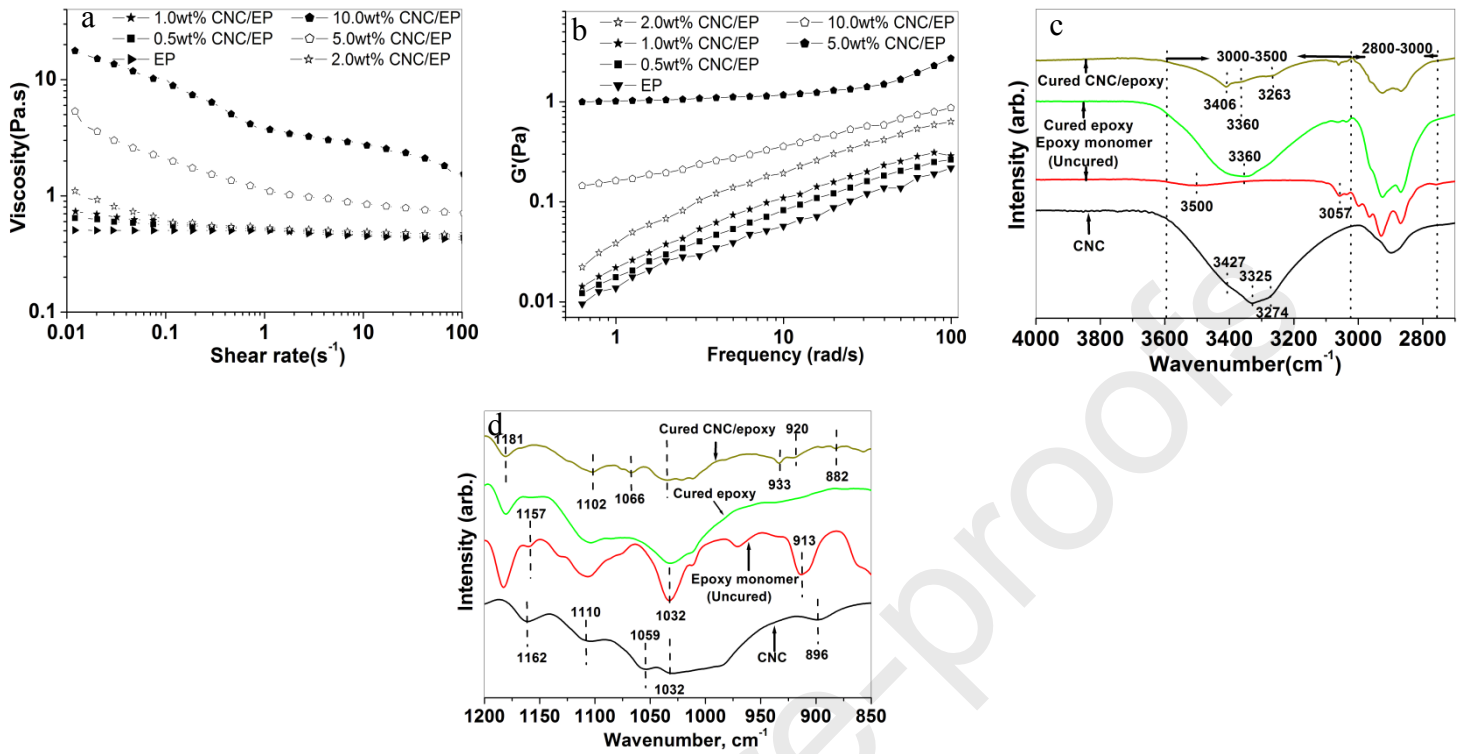 a
1.0wt% CNC/EP 10.0wt% CNC/EP
0.5wt% CNC/EP 5.0wt% CNC/EP
EP 2.0wt% CNC/EP
Viscosity(Pa.s)
10
1
0.1
0.01 0.1 1 10 100
Shear rate(s⁻¹)
b
2.0wt% CNC/EP 10.0wt% CNC/EP
1.0wt% CNC/EP 5.0wt% CNC/EP
0.5wt% CNC/EP
EP
G'(Pa)
10
1
0.1
0.01
1 10 100
Frequency (rad/s)
c
3000-3500 2800-3000
Cured CNC/epoxy
3406 3263
3360
Cured epoxy
Epoxy monomer
(Uncured)
3360
3500 3057
CNC
3427
3325
3274
Intensity (arb.)
4000 3800 3600 3400 3200 3000 2800
Wavenumber(cm⁻¹)
d
1181 Cured CNC/epoxy 920
1102 1066 933 882
Cured epoxy
1157 913
Epoxy monomer
(Uncured)
1032
1110
1059
CNC
1162 1032 896
Intensity (arb.)
1200 1150 1100 1050 1000 950 900 850
Wavenumber, cm⁻¹
e-proofs